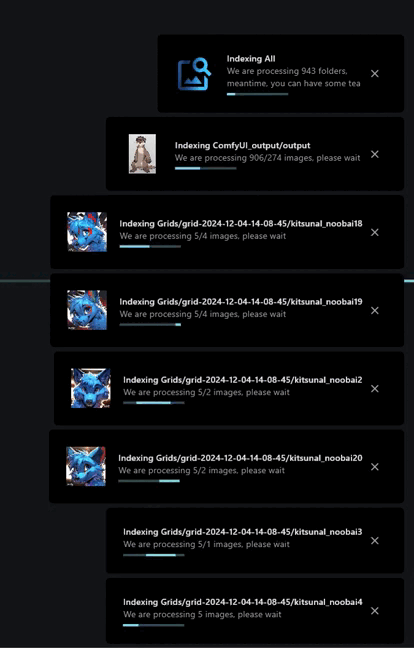 Indexing All
We are processing 943 folders,
meantime, you can have some tea
Indexing ComfyUI_output/output
We are processing 906/274 images, please wait
Indexing Grids/grid-2024-12-04-14-08-45/kitsunal_noobai18
We are processing 5/4 images, please wait
Indexing Grids/grid-2024-12-04-14-08-45/kitsunal_noobai19
We are processing 5/4 images, please wait
Indexing Grids/grid-2024-12-04-14-08-45/kitsunal_noobai2
We are processing 5/2 images, please wait
Indexing Grids/grid-2024-12-04-14-08-45/kitsunal_noobai20
We are processing 5/2 images, please wait
Indexing Grids/grid-2024-12-04-14-08-45/kitsunal_noobai3
We are processing 5/1 images, please wait
Indexing Grids/grid-2024-12-04-14-08-45/kitsunal_noobai4
We are processing 5 images, please wait